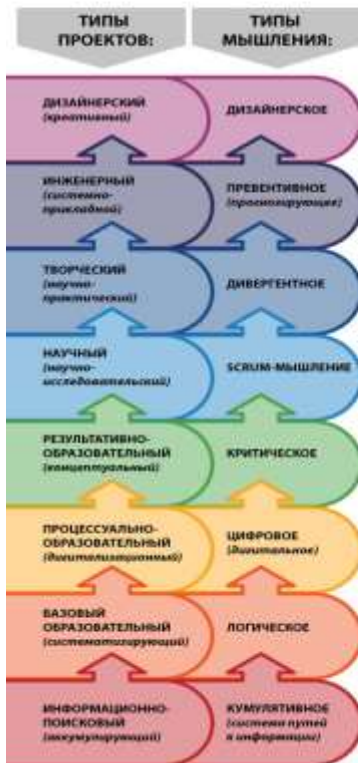 ТИПЫ
ПРОЕКТОВ:
ТИПЫ
МЫШЛЕНИЯ:
ДИЗАЙНЕРСКИЙ
(креативный)
ДИЗАЙНЕРСКОЕ
ИНЖЕНЕРНЫЙ
(системно-
прикладной)
ПРЕВЕНТИВНОЕ
(прогнозирующее)
ТВОРЧЕСКИЙ
(научно-
практический)
ДИВЕРГЕНТНОЕ
НАУЧНЫЙ
(научно-
исследовательский)
SCRUM-МЫШЛЕНИЕ
РЕЗУЛЬТАТИВНО-
ОБРАЗОВАТЕЛЬНЫЙ
(концептуальный)
КРИТИЧЕСКОЕ
ПРОЦЕССУАЛЬНО-
ОБРАЗОВАТЕЛЬНЫЙ
(дигитализационный)
ЦИФРОВОЕ
(дигитальное)
БАЗОВЫЙ
ОБРАЗОВАТЕЛЬНЫЙ
(систематизирующий)
ЛОГИЧЕСКОЕ
ИНФОРМАЦИОННО-
ПОИСКОВЫЙ
(аккумулирующий)
КУМУЛЯТИВНОЕ
(система путей
к информации)